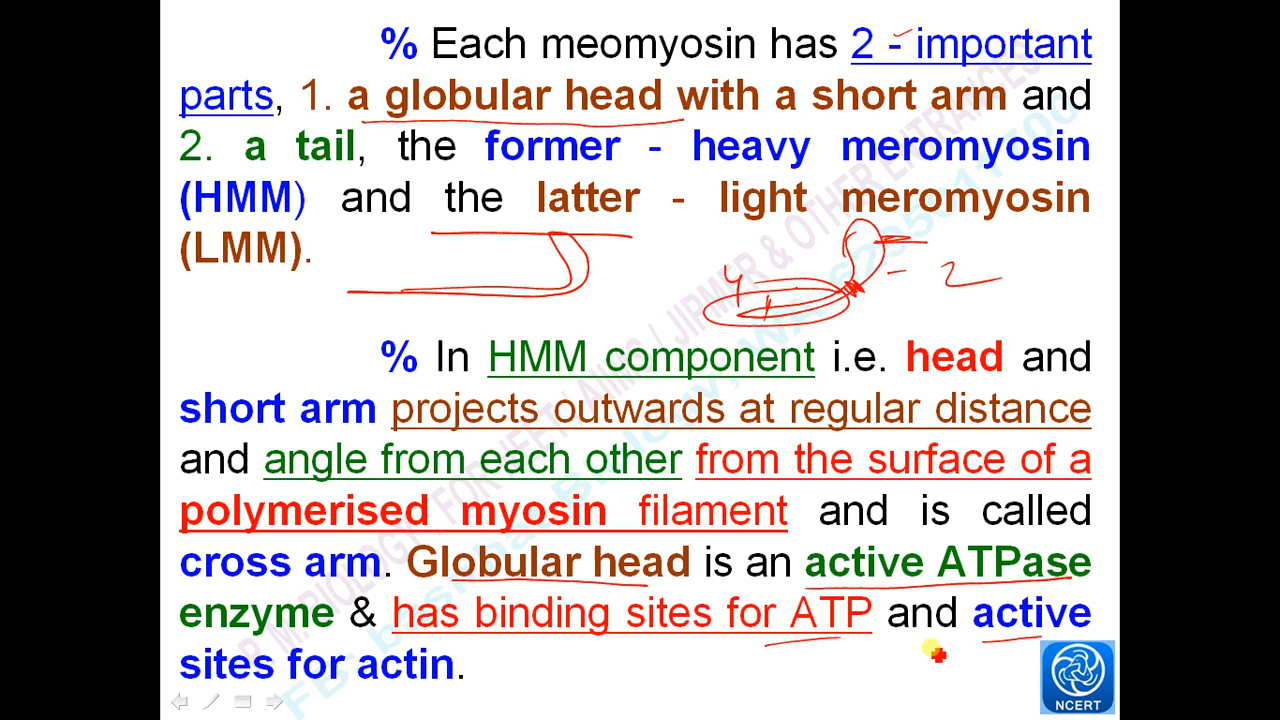 % Each meomyosin has 2 - important
parts, 1. a globular head with a short arm and
2. a tail, the former - heavy meromyosin
(HMM) and the latter - light meromyosin
(LMM).
4 - 2
% In HMM component i.e. head and
short arm projects outwards at regular distance
and angle from each other from the surface of a
polymerised myosin filament and is called
cross arm. Globular head is an active ATPase
enzyme & has binding sites for ATP and active
sites for actin.
NCERT